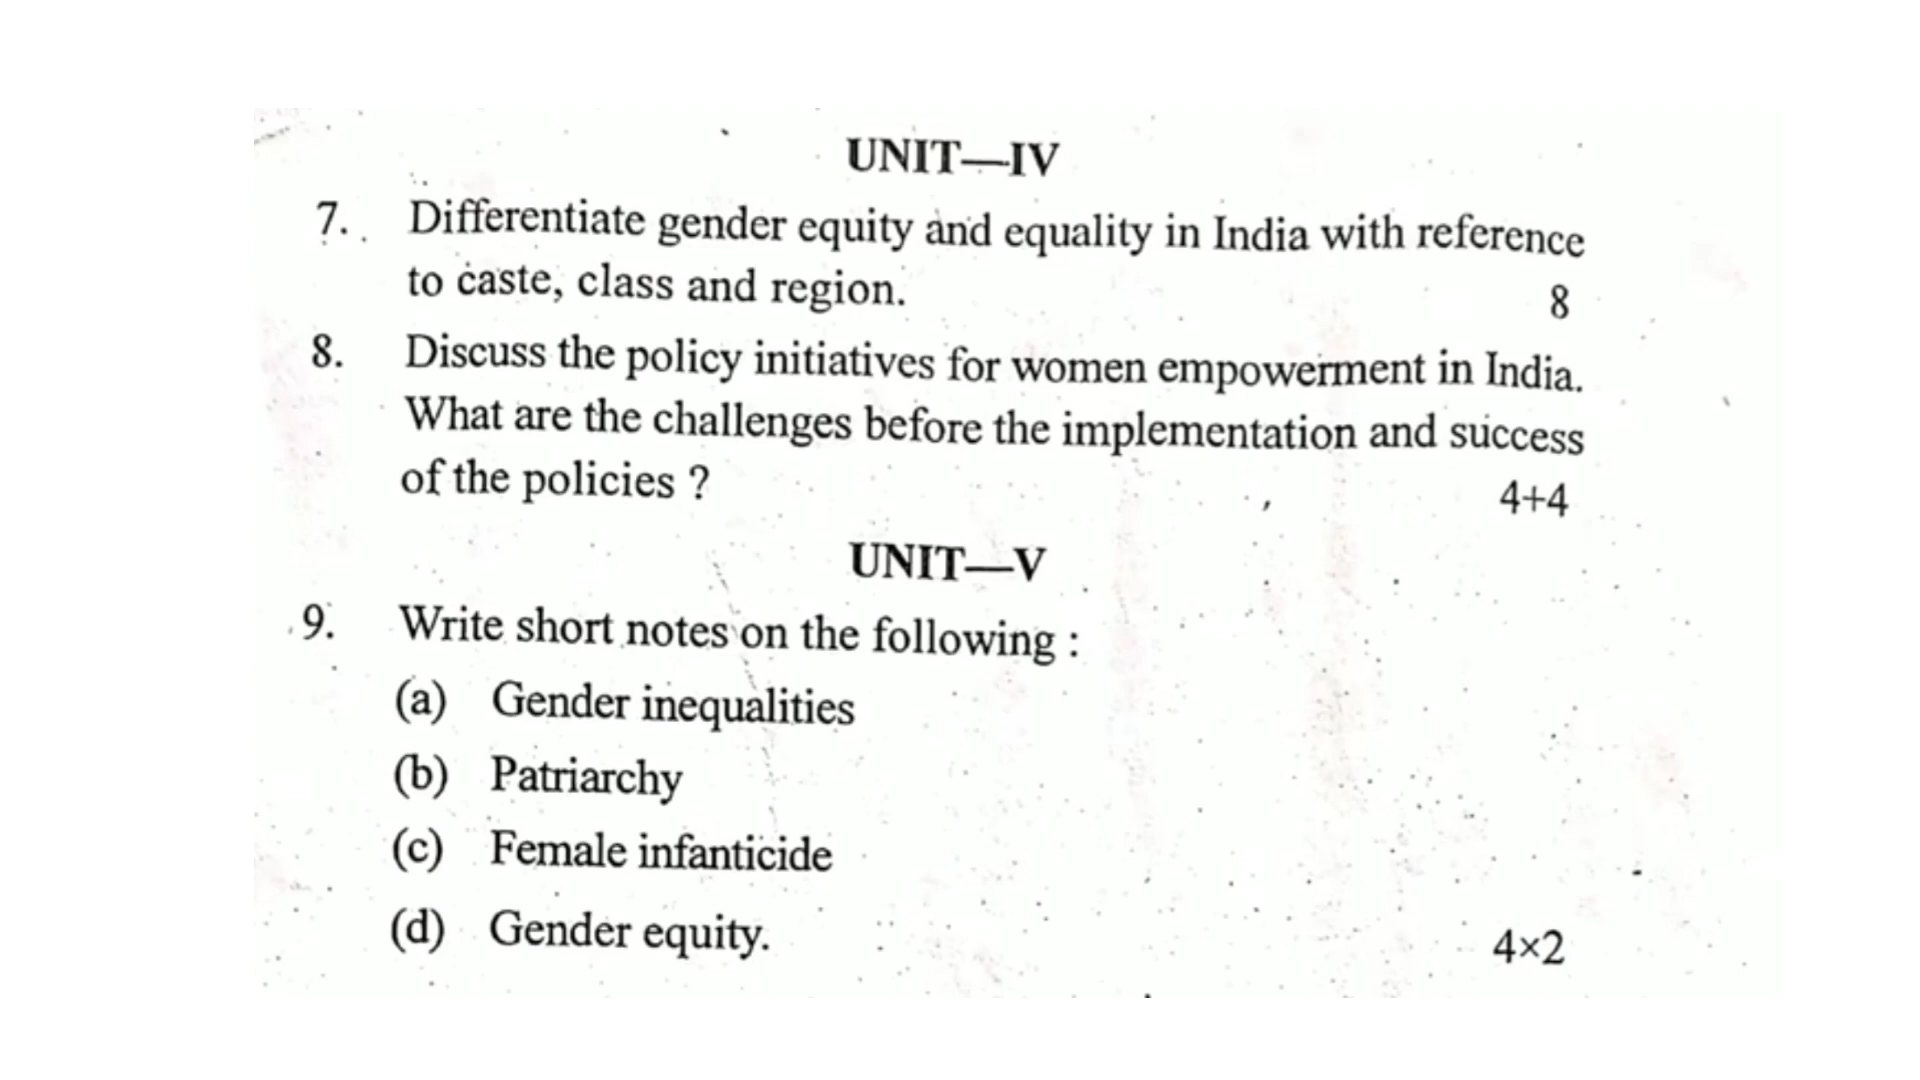 UNIT—IV
7. Differentiate gender equity and equality in India with reference
to caste, class and region. 8
8. Discuss the policy initiatives for women empowerment in India.
What are the challenges before the implementation and success
of the policies ? 4+4
UNIT—V
9. Write short notes on the following :
(a) Gender inequalities
(b) Patriarchy
(c) Female infanticide
(d) Gender equity. 4×2